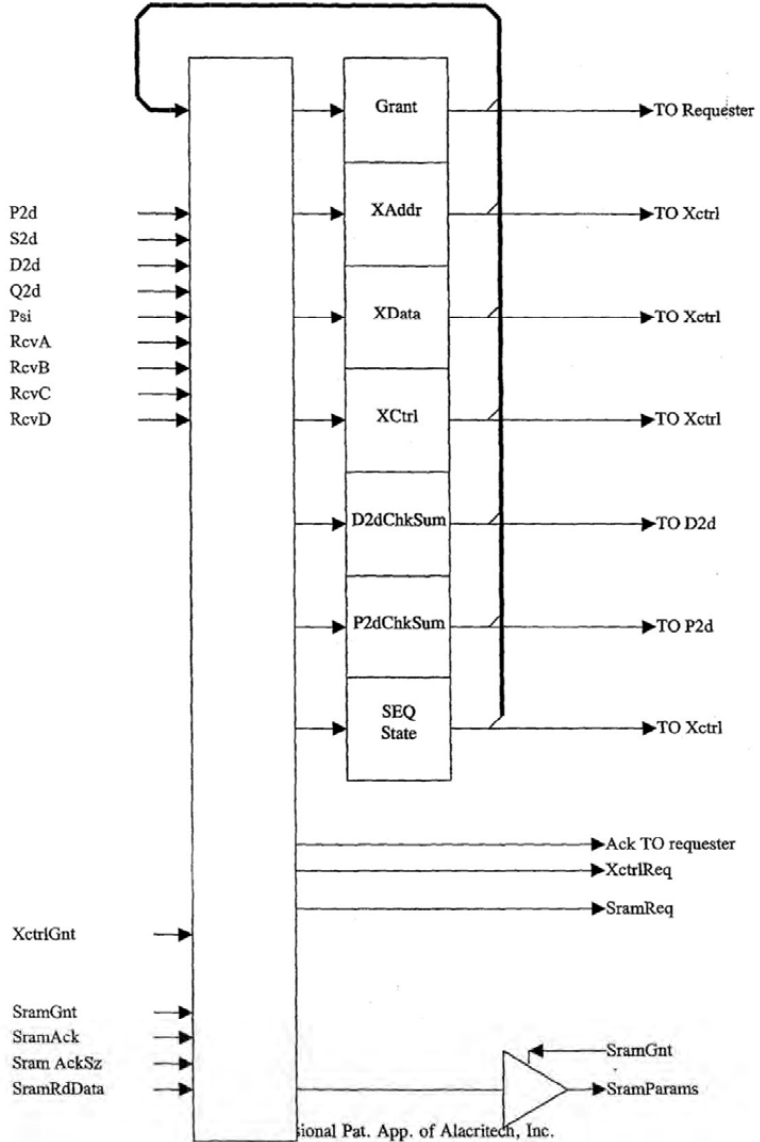 Grant
TO Requester
P2d
XAddr
TO Xctrl
S2d
D2d
Q2d
Psi
XData
TO Xctrl
RcvA
RcvB
RcvC
RcvD
XCtrl
TO Xctrl
D2dChkSum
TO D2d
P2dChkSum
TO P2d
SEQ
State
TO Xctrl
Ack TO requester
XctrlReq
SramReq
XctrlGnt
SramGnt
SramAck
SramGnt
Sram AckSz
SramRdData
SramParams
sional Pat. App. of Alacritech, Inc.